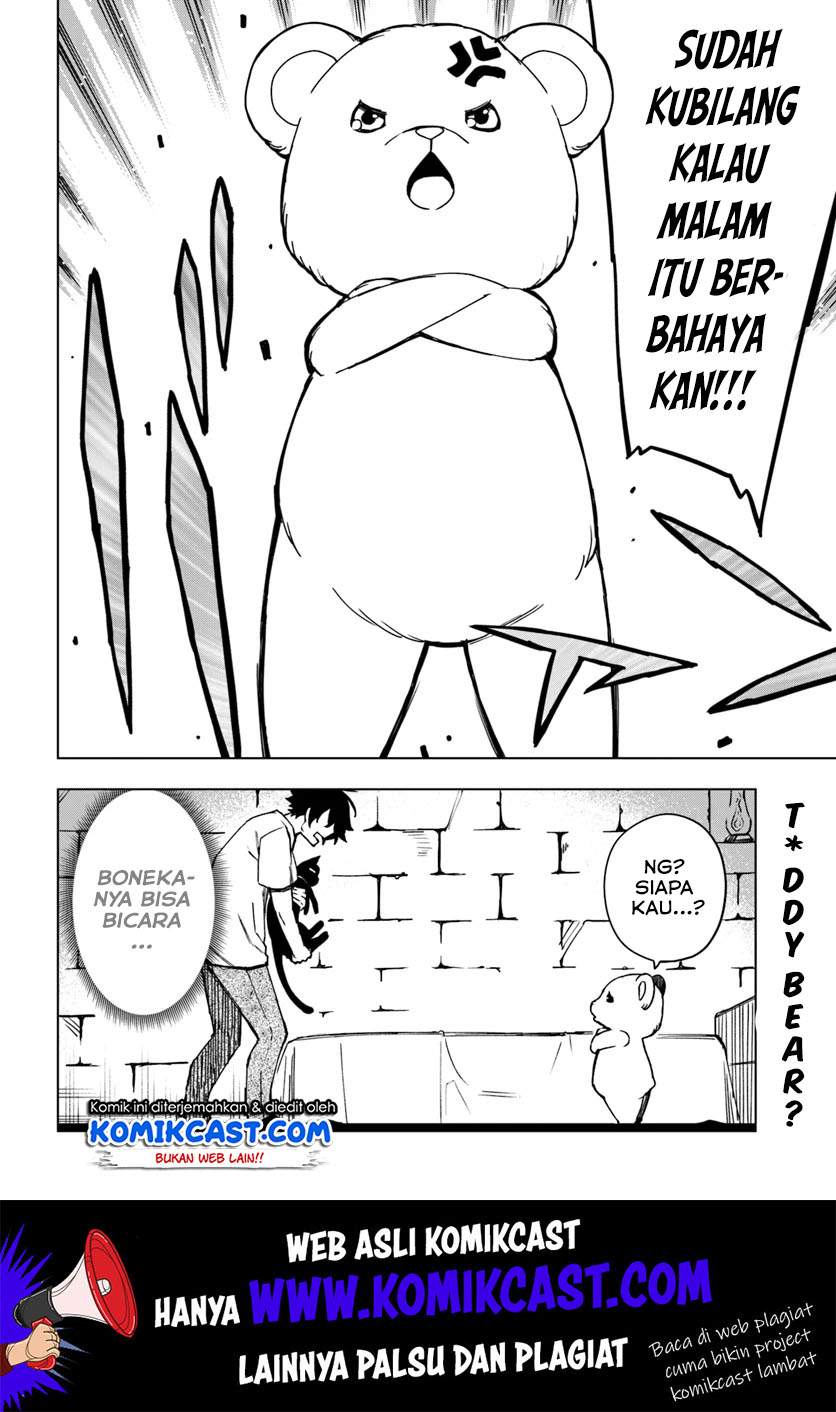 SUDAH
KUBILANG
KALAU
MALAM
ITU BER-
BAHAYA
KAN!!!
BONEKA-
NYA BISA
BICARA
...
NG?
SIAPA
KAU...?
T*DDY BEAR?
Komik ini diterjemahkan & diedit oleh
KOMIKCAST.COM
BUKAN WEB LAIN!!
WEB ASLI KOMIKCAST
HANYA WWW.KOMIKCAST.COM
LAINNYA PALSU DAN PLAGIAT
Baca di web plagiat
cuma bikin project
komikcast lambat